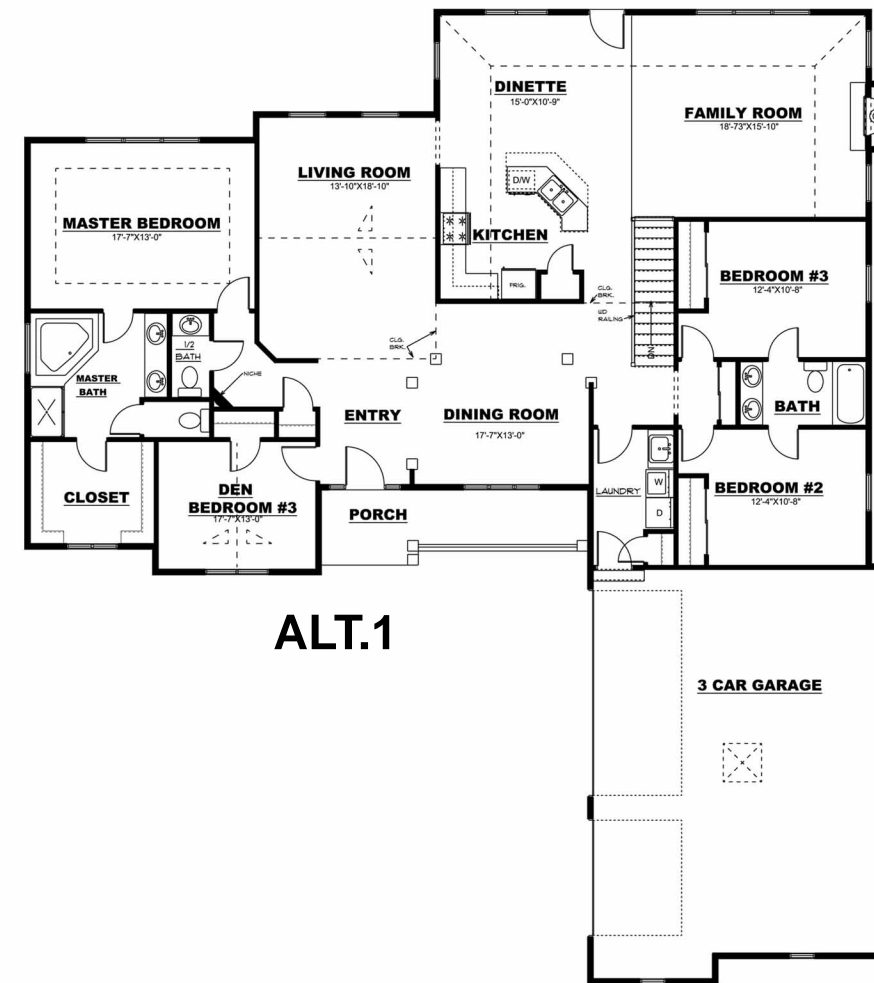 DINETTE
15'-0"X10'-9"
FAMILY ROOM
18'-73"X15'-10"
LIVING ROOM
13'-10"X18'-10"
D/W
MASTER BEDROOM
17'-7"X13'-0"
KITCHEN
FRIG.
CLG.
BRK.
WD
RAILING
DN
BEDROOM #3
12'-4"X10'-8"
1/2
BATH
CLG.
BRK.
MASTER
BATH
NICHE
ENTRY
DINING ROOM
17'-7"X13'-0"
BATH
CLOSET
DEN
BEDROOM #3
17'-7"X13'-0"
PORCH
LAUNDRY
W
D
BEDROOM #2
12'-4"X10'-8"
ALT.1
3 CAR GARAGE